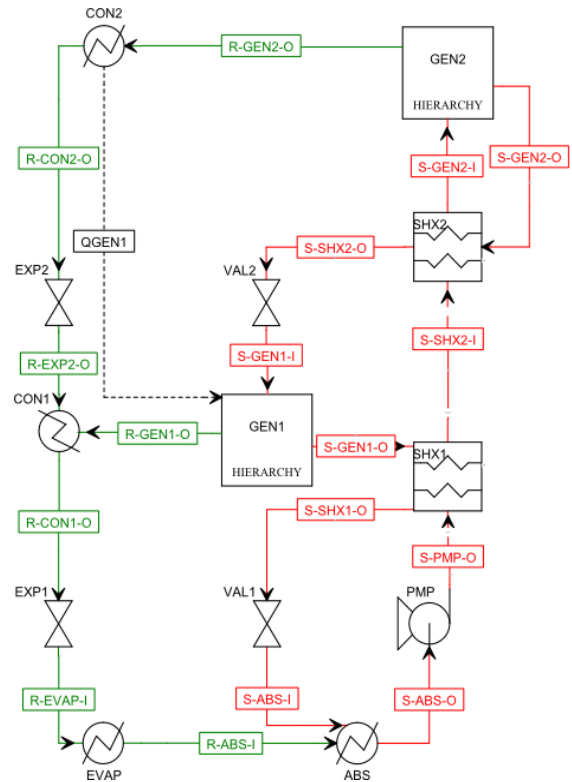 CON2
R-GEN2-O
GEN2
HIERARCHY
R-CON2-O
S-GEN2-I
S-GEN2-O
SHX2
QGEN1
S-SHX2-O
EXP2
VAL2
S-SHX2-I
R-EXP2-O
S-GEN1-I
CON1
R-GEN1-O
GEN1
HIERARCHY
S-GEN1-O
SHX1
R-CON1-O
S-SHX1-O
S-PMP-O
EXP1
VAL1
PMP
R-EVAP-I
S-ABS-I
S-ABS-O
R-ABS-I
EVAP
ABS